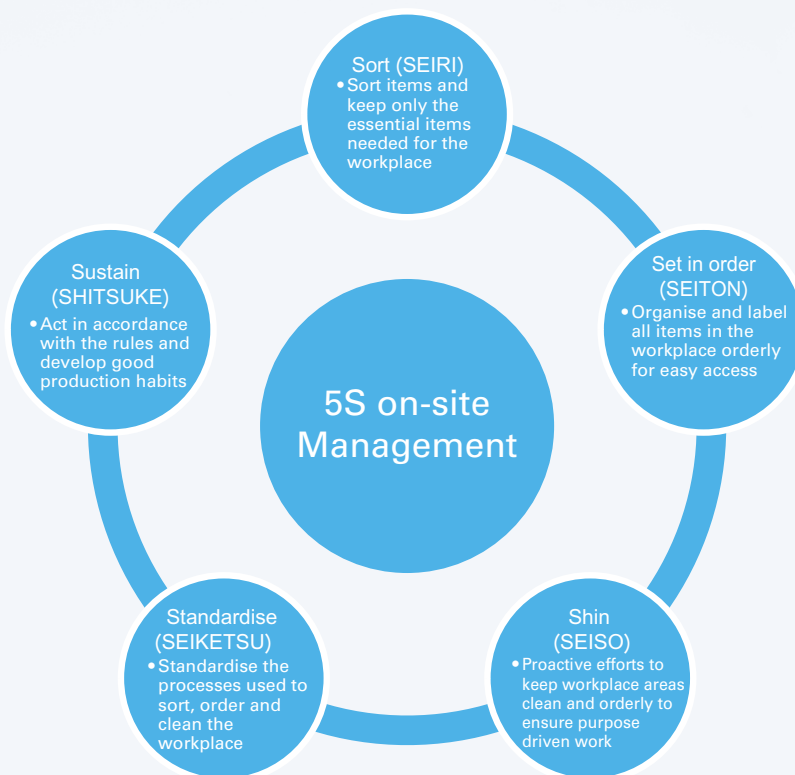 Sort (SEIRI)
• Sort items and
keep only the
essential items
needed for the
workplace
Set in order
(SEITON)
• Organise and label
all items in the
workplace orderly
for easy access
Shin
(SEISO)
• Proactive efforts to
keep workplace areas
clean and orderly to
ensure purpose
driven work
Standardise
(SEIKETSU)
• Standardise the
processes used to
sort, order and
clean the
workplace
Sustain
(SHITSUKE)
• Act in accordance
with the rules and
develop good
production habits
5S on-site
Management